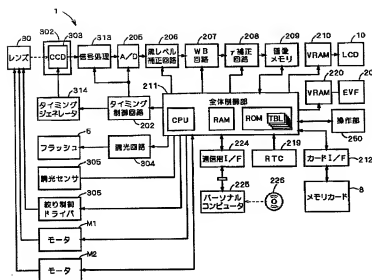 1
30
302
303
313
205
206
207
208
209
210
10
レンズ
CCD
信号処理
A/D
黒レベル
補正回路
WB
回路
γ補正
回路
画像
メモリ
VRAM
LCD
314
211
220
20
タイミング
ジェネレータ
タイミング
制御回路
202
全体制御部
CPU
RAM
ROM
TBL
VRAM
EVF
操作部
250
5
フラッシュ
調光回路
304
305
調光センサ
224
219
212
通信用I/F
RTC
カードI/F
305
絞り制御
ドライバ
225
226
8
パーソナル
コンピュータ
メモリカード
M1
モータ
M2
モータ